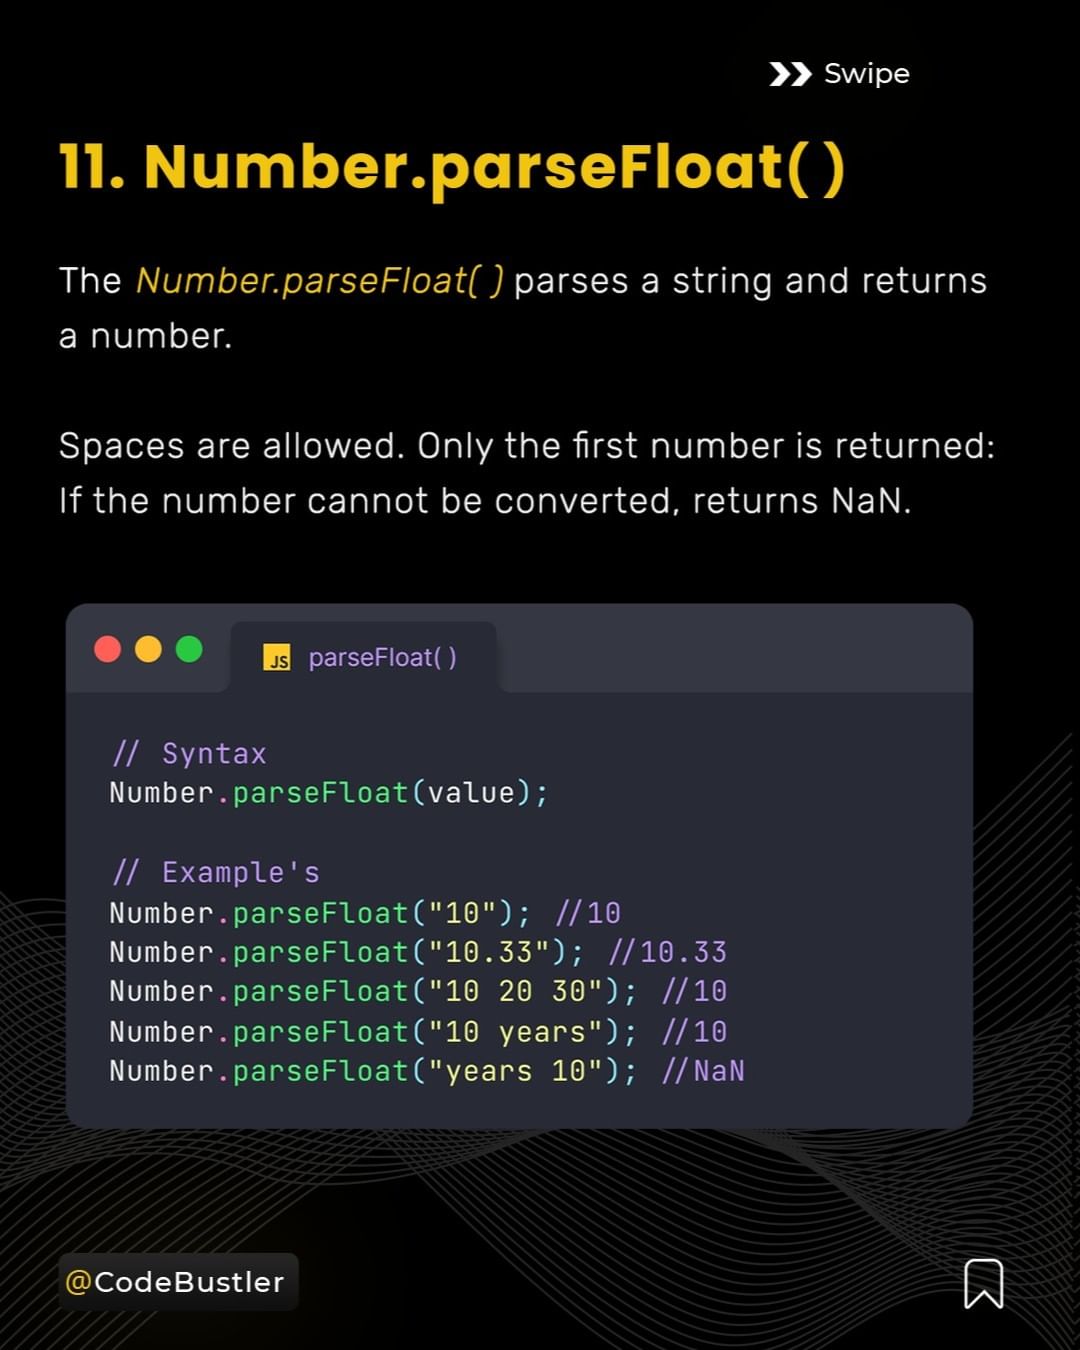 Swipe
11. Number.parseFloat( )
The Number.parseFloat( ) parses a string and returns
a number.
Spaces are allowed. Only the first number is returned:
If the number cannot be converted, returns NaN.
JS parseFloat( )
// Syntax
Number.parseFloat(value);
// Example's
Number.parseFloat("10"); //10
Number.parseFloat("10.33"); //10.33
Number.parseFloat("10 20 30"); //10
Number.parseFloat("10 years"); //10
Number.parseFloat("years 10"); //NaN
@CodeBustler